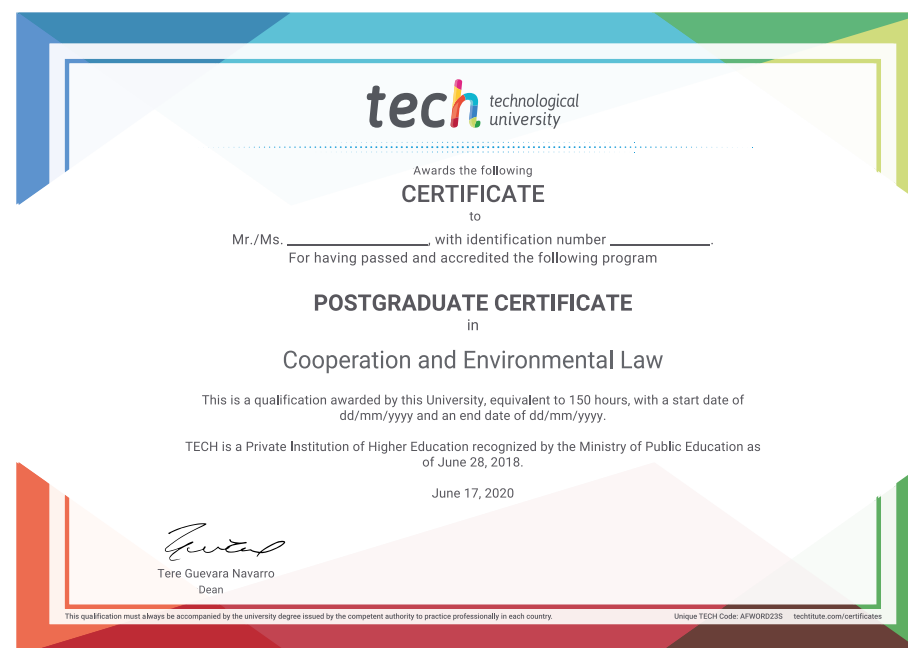 tech technological
university
Awards the following
CERTIFICATE
to
Mr./Ms. ____________________, with identification number ______________.
For having passed and accredited the following program
POSTGRADUATE CERTIFICATE
in
Cooperation and Environmental Law
This is a qualification awarded by this University, equivalent to 150 hours, with a start date of
dd/mm/yyyy and an end date of dd/mm/yyyy.
TECH is a Private Institution of Higher Education recognized by the Ministry of Public Education as
of June 28, 2018.
June 17, 2020
Tere Guevara Navarro
Dean
This qualification must always be accompanied by the university degree issued by the competent authority to practice professionally in each country.
Unique TECH Code: AFWORD23S techtitute.com/certificates